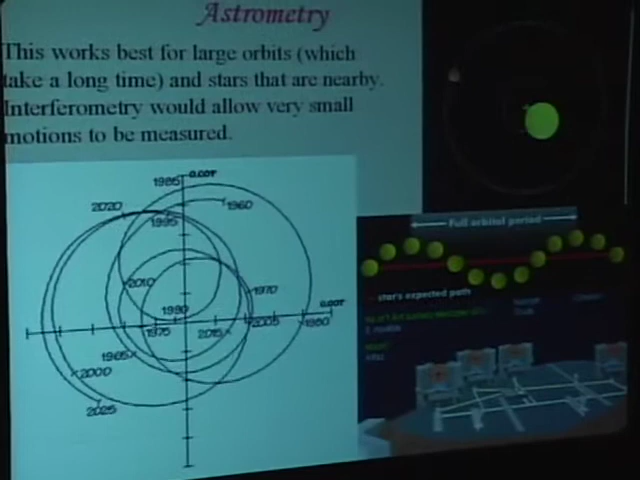 Astrometry
This works best for large orbits (which
take a long time) and stars that are nearby.
Interferometry would allow very small
motions to be measured.
1985
0.001"
2020
1960
1995
Full orbital period
2010
1970
star's expected path
0.001"
1990
1975
2015
2005
1980
1965
2000
2025